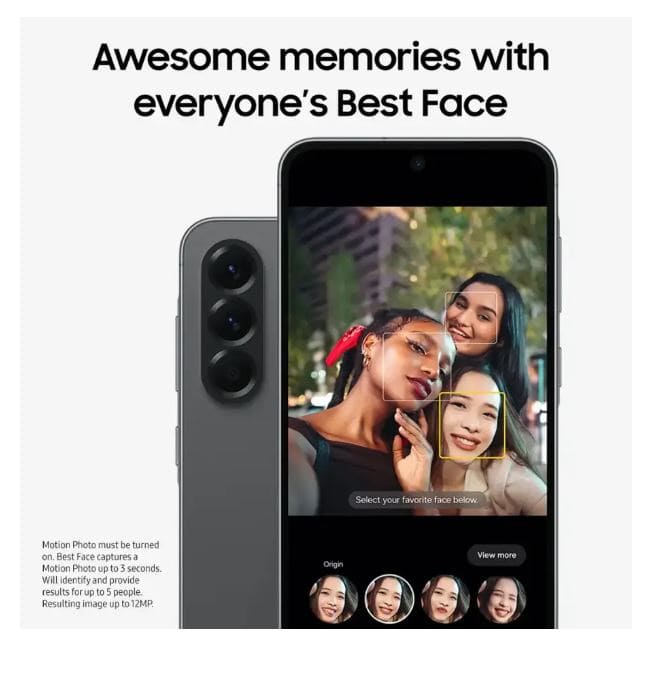 Awesome memories with
everyone's Best Face
Select your favorite face below.
View more
Origin
Motion Photo must be turned
on. Best Face captures a
Motion Photo up to 3 seconds.
Will identify and provide
results for up to 5 people.
Resulting image up to 12MP.